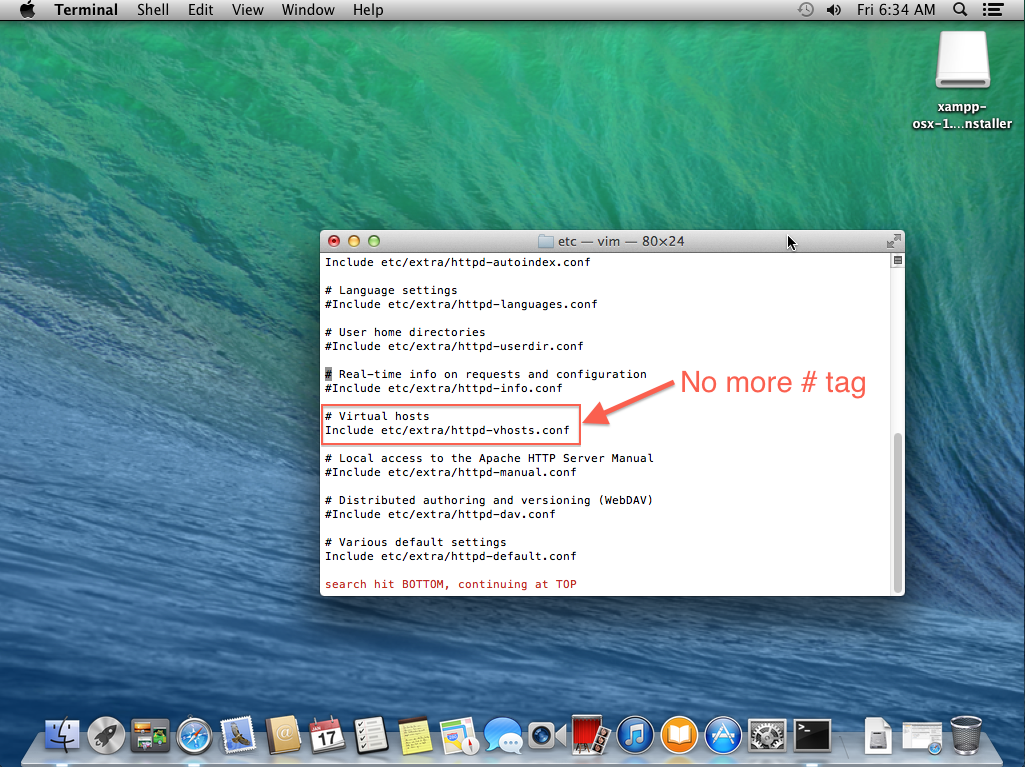 Terminal Shell Edit View Window Help Fri 6:34 AM
xampp-
osx-1....nstaller
etc — vim — 80×24
Include etc/extra/httpd-autoindex.conf
# Language settings
#Include etc/extra/httpd-languages.conf
# User home directories
#Include etc/extra/httpd-userdir.conf
# Real-time info on requests and configuration
#Include etc/extra/httpd-info.conf
No more # tag
# Virtual hosts
Include etc/extra/httpd-vhosts.conf
# Local access to the Apache HTTP Server Manual
#Include etc/extra/httpd-manual.conf
# Distributed authoring and versioning (WebDAV)
#Include etc/extra/httpd-dav.conf
# Various default settings
Include etc/extra/httpd-default.conf
search hit BOTTOM, continuing at TOP
JAN
17